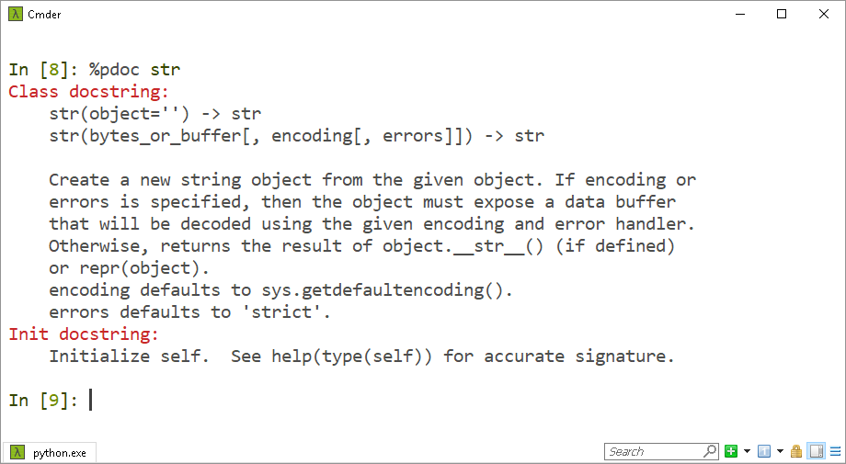 Cmder
In [8]: %pdoc str
Class docstring:
    str(object='') -> str
    str(bytes_or_buffer[, encoding[, errors]]) -> str

    Create a new string object from the given object. If encoding or
    errors is specified, then the object must expose a data buffer
    that will be decoded using the given encoding and error handler.
    Otherwise, returns the result of object.__str__() (if defined)
    or repr(object).
    encoding defaults to sys.getdefaultencoding().
    errors defaults to 'strict'.
Init docstring:
    Initialize self.  See help(type(self)) for accurate signature.

In [9]:
python.exe
Search